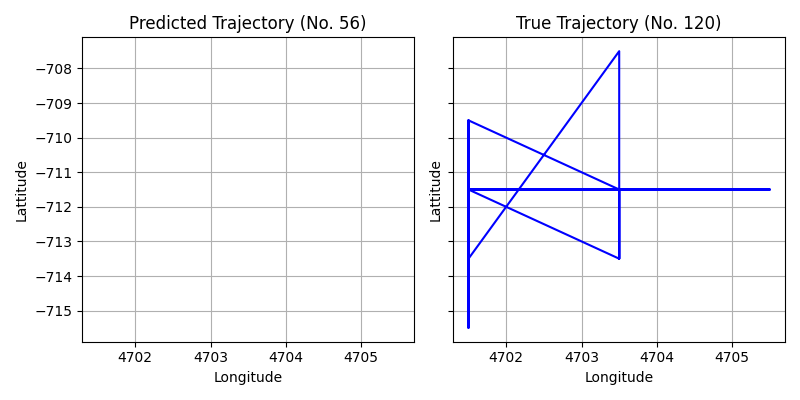 Predicted Trajectory (No. 56)
True Trajectory (No. 120)
−708
−709
−710
−711
−712
−713
−714
−715
Lattitude
Lattitude
4702 4703 4704 4705
4702 4703 4704 4705
Longitude
Longitude